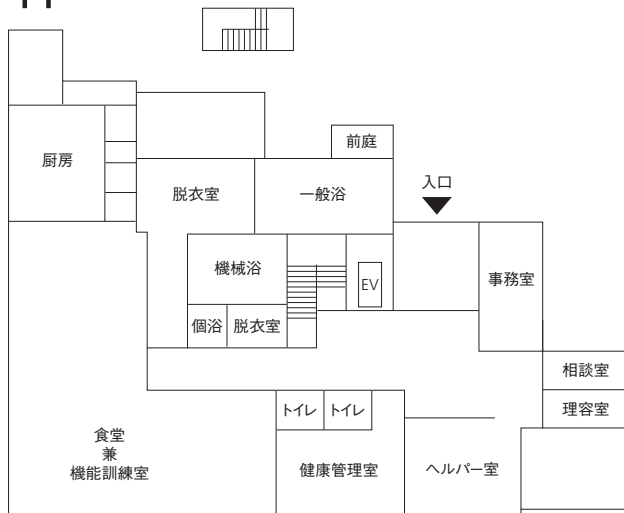 前庭
厨房
入口
脱衣室
一般浴
機械浴
EV
事務室
個浴
脱衣室
相談室
トイレ
トイレ
理容室
食堂
兼
機能訓練室
健康管理室
ヘルパー室